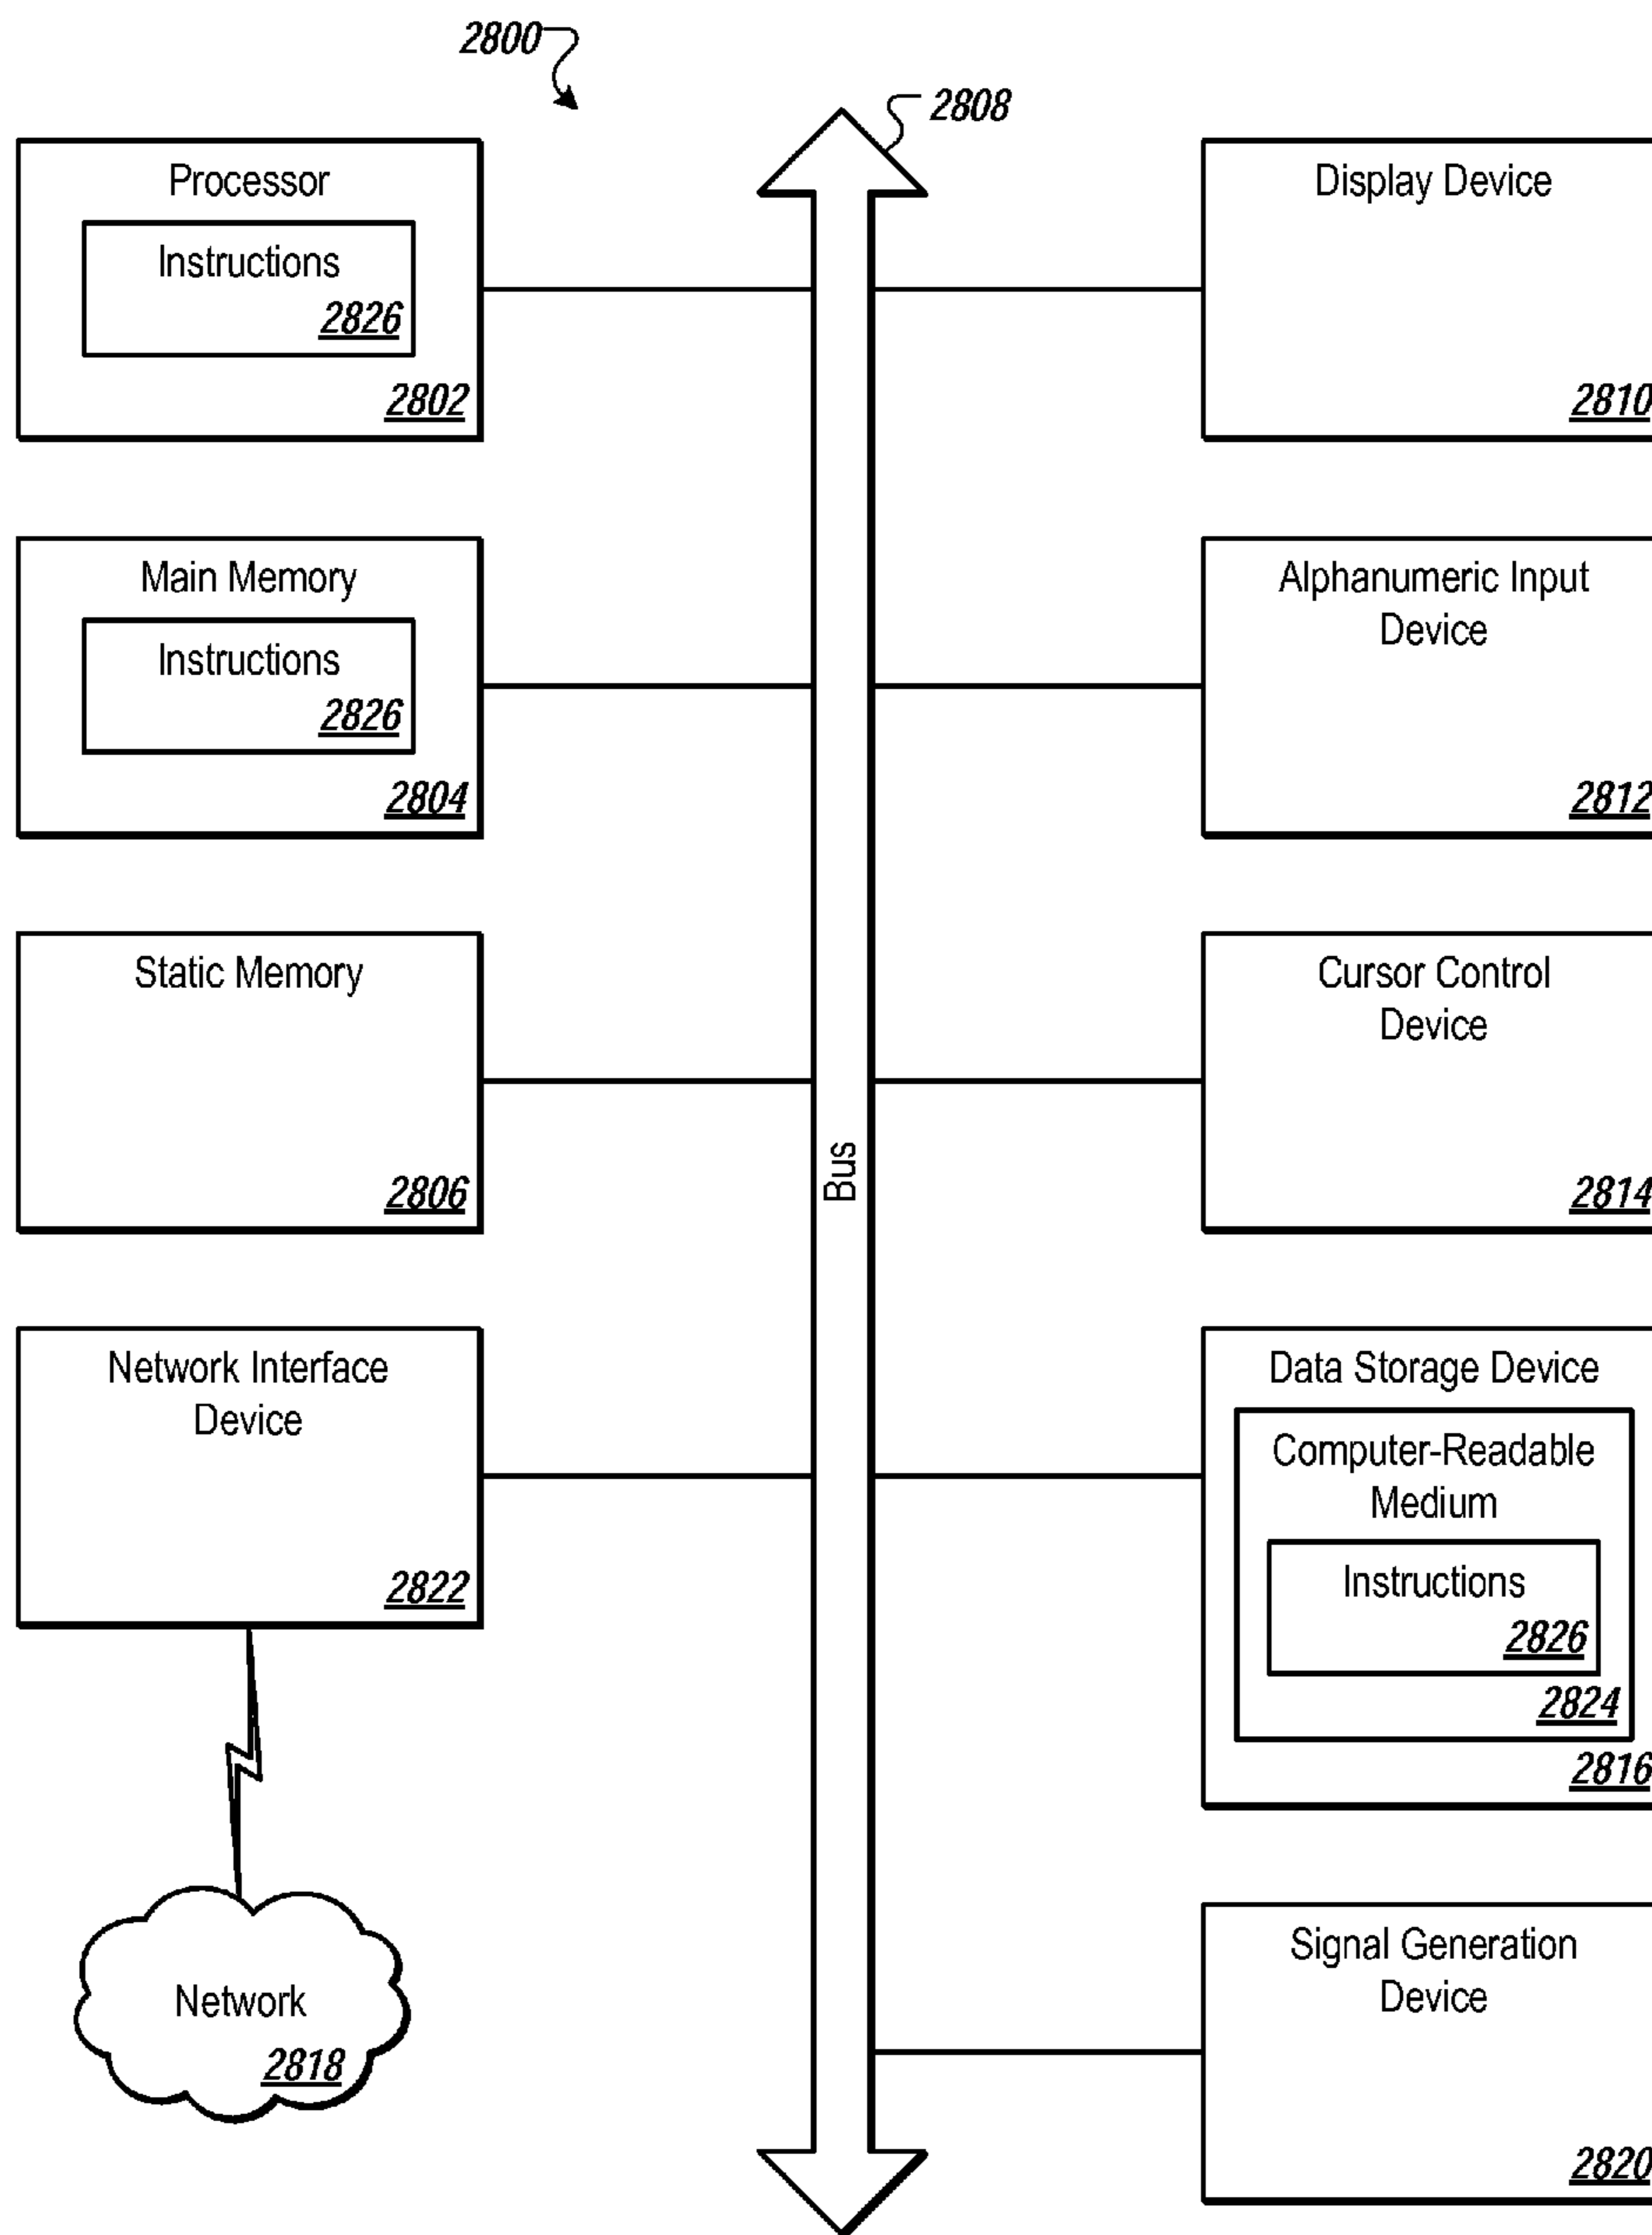 2800
2808
Processor
Instructions
2826
2802
Main Memory
Instructions
2826
2804
Static Memory
2806
Network Interface
Device
2822
Network
2818
Bus
Display Device
2810
Alphanumeric Input
Device
2812
Cursor Control
Device
2814
Data Storage Device
Computer-Readable
Medium
Instructions
2826
2824
2816
Signal Generation
Device
2820